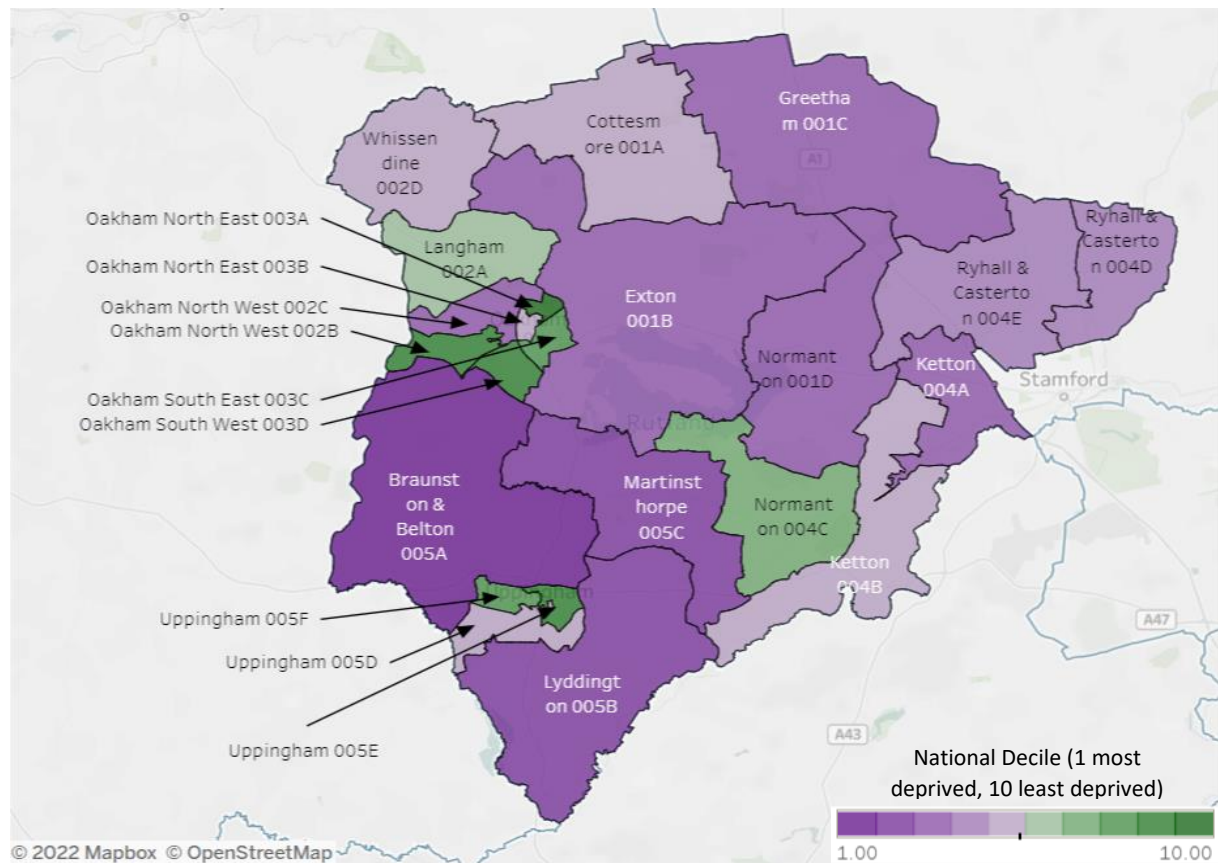 Greetha
m 001C
Cottesm
ore 001A
Whissen
dine
002D
A1
Oakham North East 003A
Langham
002A
Ryhall &
Casterto
n 004D
Oakham North East 003B
Ryhall &
Casterto
n 004E
Oakham North West 002C
Oakham North West 002B
Exton
001B
Normant
on 001D
Ketton
004A
Stamford
Oakham South East 003C
Oakham South West 003D
Rutland
Braunst
on &
Belton
005A
Martinst
horpe
005C
Normant
on 004C
Ketton
004B
Uppingham
Uppingham 005F
A47
Uppingham 005D
Lyddingt
on 005B
Uppingham 005E
A43
National Decile (1 most
deprived, 10 least deprived)
1.00 10.00
© 2022 Mapbox © OpenStreetMap